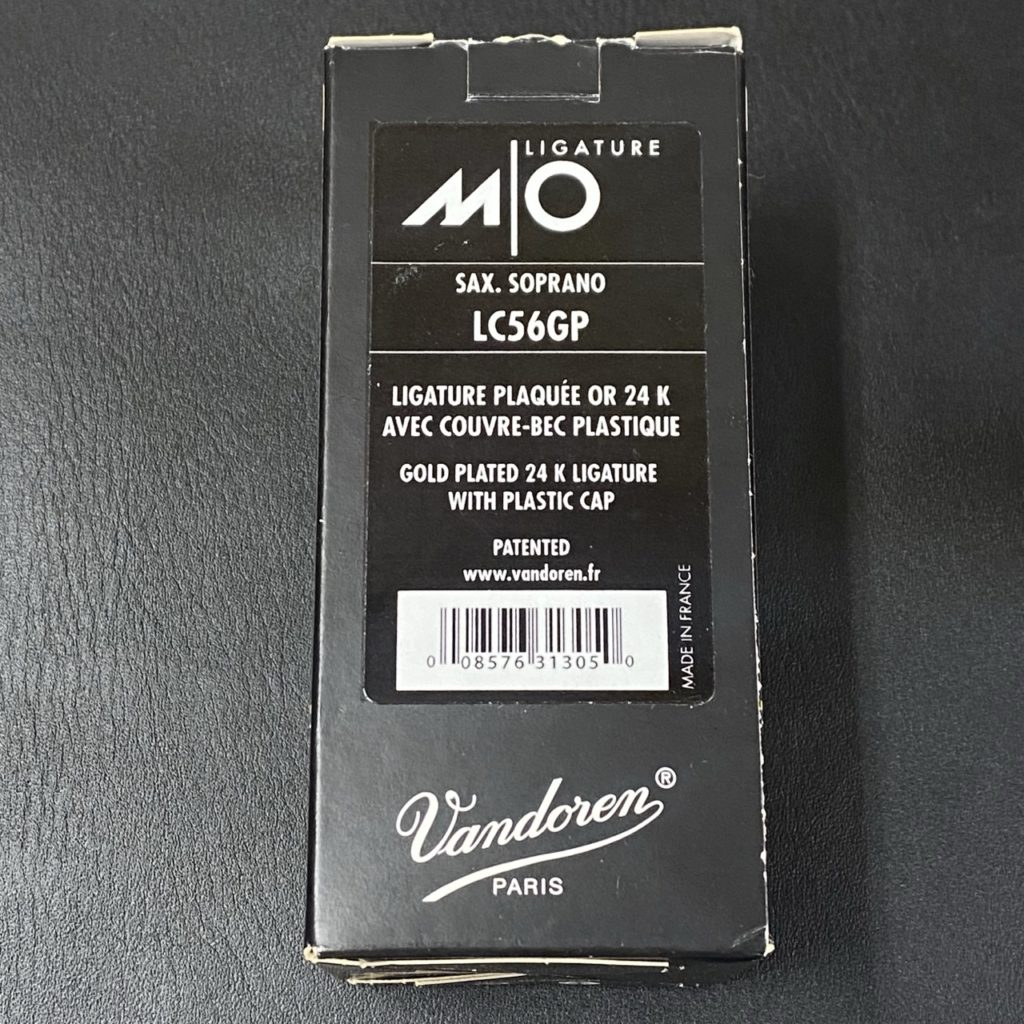 LIGATURE
M|O
SAX. SOPRANO
LC56GP
LIGATURE PLAQUÉE OR 24 K
AVEC COUVRE-BEC PLASTIQUE
GOLD PLATED 24 K LIGATURE
WITH PLASTIC CAP
PATENTED
www.vandoren.fr
MADE IN FRANCE
0 08576 31305 0
Vandoren®
PARIS